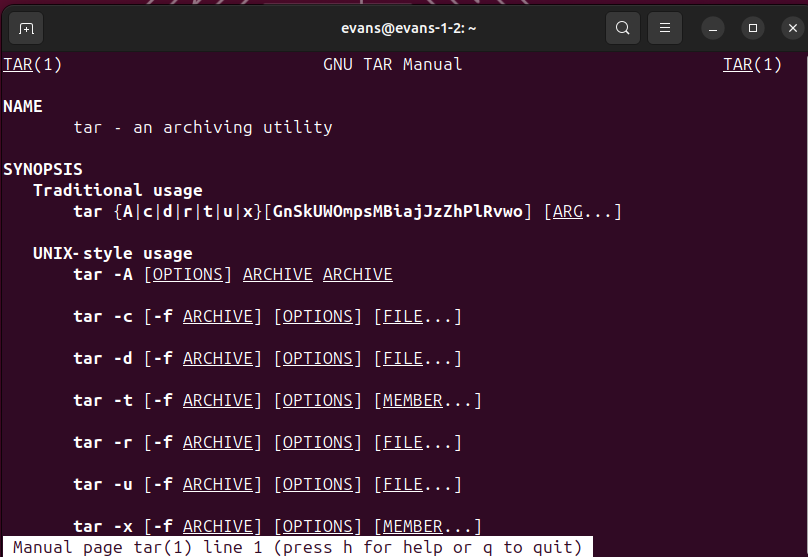 evans@evans-1-2: ~
TAR(1) GNU TAR Manual TAR(1)
NAME
tar - an archiving utility
SYNOPSIS
Traditional usage
tar {A|c|d|r|t|u|x}[GnSkUWOmpsMBiajJzZhPlRvwo] [ARG...]
UNIX-style usage
tar -A [OPTIONS] ARCHIVE ARCHIVE
tar -c [-f ARCHIVE] [OPTIONS] [FILE...]
tar -d [-f ARCHIVE] [OPTIONS] [FILE...]
tar -t [-f ARCHIVE] [OPTIONS] [MEMBER...]
tar -r [-f ARCHIVE] [OPTIONS] [FILE...]
tar -u [-f ARCHIVE] [OPTIONS] [FILE...]
tar -x [-f ARCHIVE] [OPTIONS] [MEMBER...]
Manual page tar(1) line 1 (press h for help or q to quit)